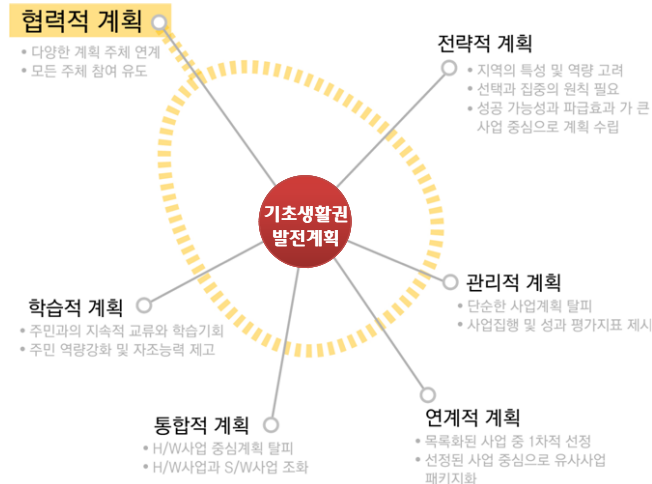 협력적 계획
• 다양한 계획 주체 연계
• 모든 주체 참여 유도
전략적 계획
• 지역의 특성 및 역량 고려
• 선택과 집중의 원칙 필요
• 성공 가능성과 파급효과 가 큰
사업 중심으로 계획 수립
기초생활권
발전계획
관리적 계획
• 단순한 사업계획 탈피
• 사업집행 및 성과 평가지표 제시
학습적 계획
• 주민과의 지속적 교류와 학습기회
• 주민 역량강화 및 자조능력 제고
통합적 계획
• H/W사업 중심계획 탈피
• H/W사업과 S/W사업 조화
연계적 계획
• 목록화된 사업 중 1차적 선정
• 선정된 사업 중심으로 유사사업
패키지화